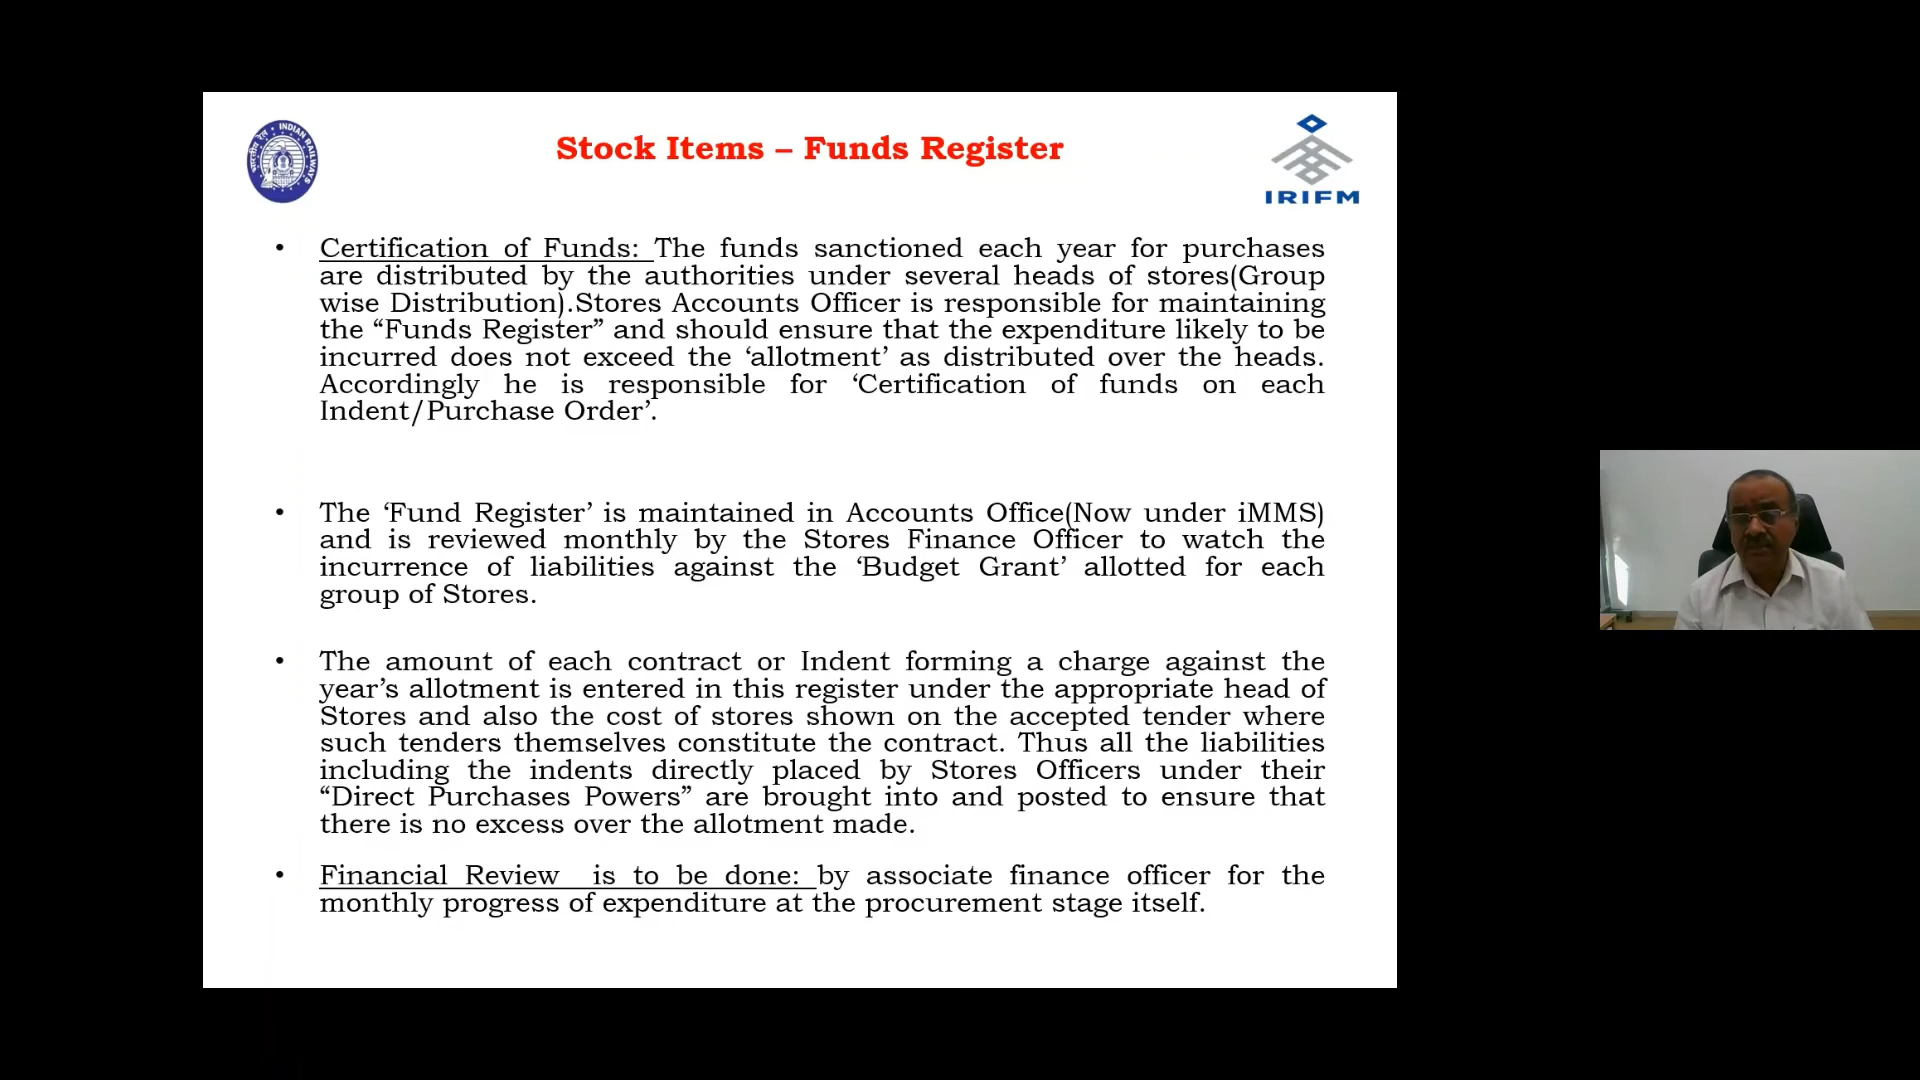 INDIAN RAILWAYS
भारतीय रेल
Stock Items – Funds Register
IRIFM
• Certification of Funds: The funds sanctioned each year for purchases
are distributed by the authorities under several heads of stores(Group
wise Distribution).Stores Accounts Officer is responsible for maintaining
the “Funds Register” and should ensure that the expenditure likely to be
incurred does not exceed the ‘allotment’ as distributed over the heads.
Accordingly he is responsible for ‘Certification of funds on each
Indent/Purchase Order’.
• The ‘Fund Register’ is maintained in Accounts Office(Now under iMMS)
and is reviewed monthly by the Stores Finance Officer to watch the
incurrence of liabilities against the ‘Budget Grant’ allotted for each
group of Stores.
• The amount of each contract or Indent forming a charge against the
year’s allotment is entered in this register under the appropriate head of
Stores and also the cost of stores shown on the accepted tender where
such tenders themselves constitute the contract. Thus all the liabilities
including the indents directly placed by Stores Officers under their
“Direct Purchases Powers” are brought into and posted to ensure that
there is no excess over the allotment made.
• Financial Review is to be done: by associate finance officer for the
monthly progress of expenditure at the procurement stage itself.